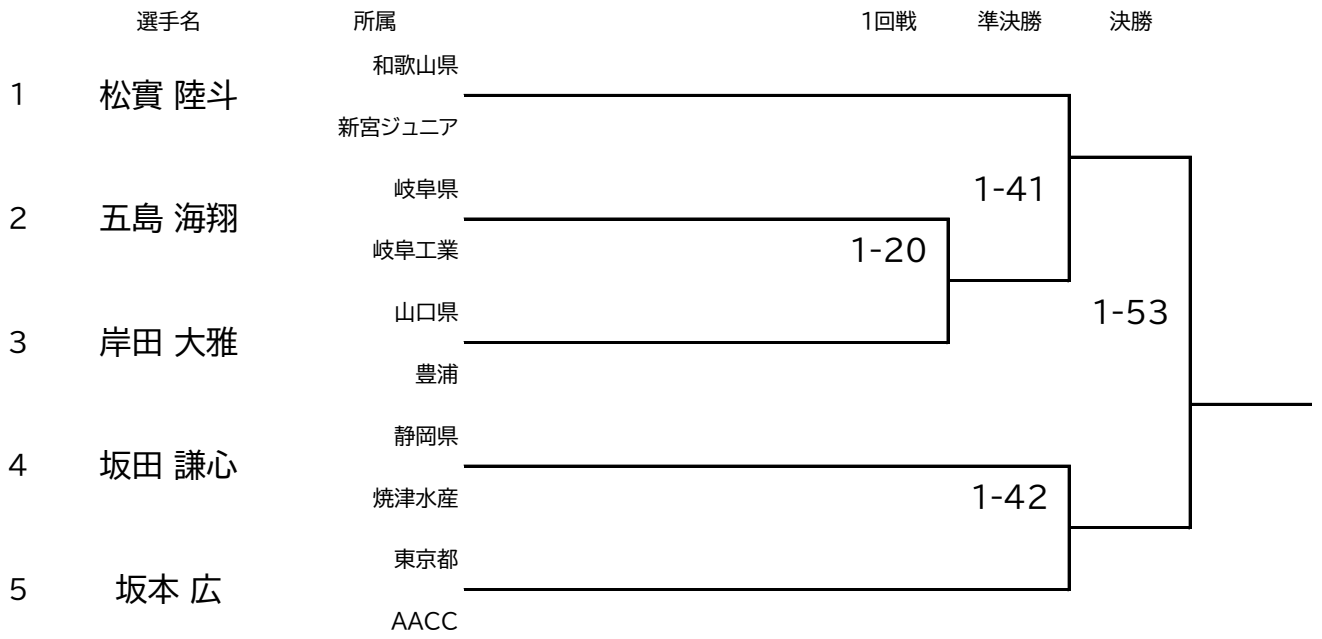 選手名 所属 1回戦 準決勝 決勝
和歌山県
1 松實 陸斗
新宮ジュニア
岐阜県
1-41
2 五島 海翔
岐阜工業
1-20
山口県
1-53
3 岸田 大雅
豊浦
静岡県
4 坂田 謙心
焼津水産
1-42
東京都
5 坂本 広
AACC